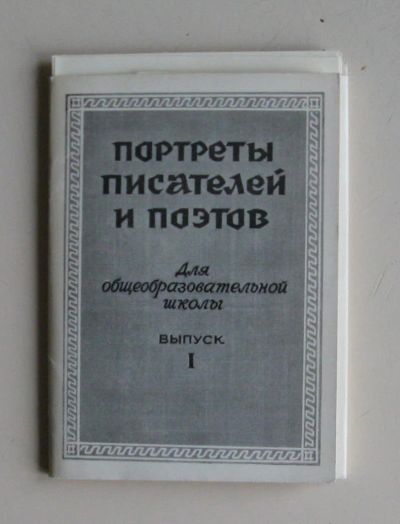 ПОРТРЕТЫ
ПИСАТЕЛЕЙ
И ПОЭТОВ
Для
общеобразовательной
школы
ВЫПУСК
I